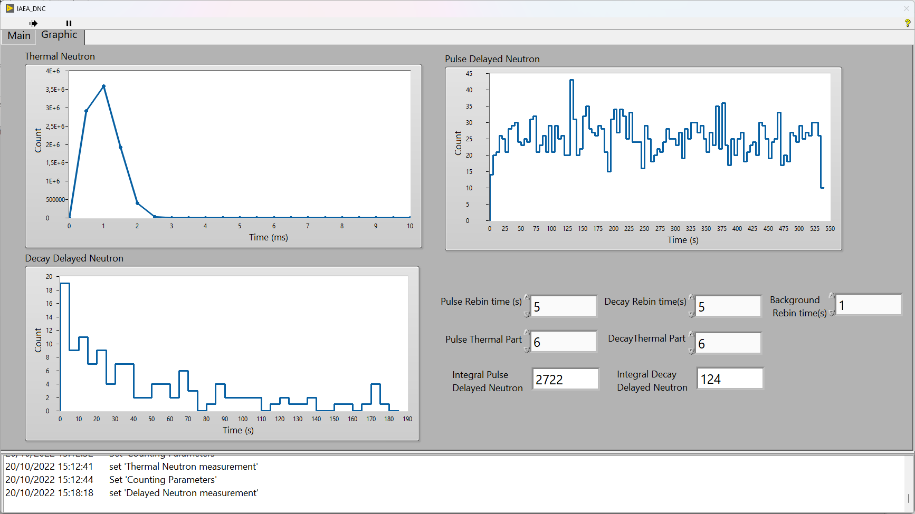 IAEA_DNC
Main Graphic
Thermal Neutron
4E+6
3,5E+6
3E+6
2,5E+6
2E+6
1,5E+6
1E+6
500000
0
Count
0 1 2 3 4 5 6 7 8 9 10
Time (ms)
Pulse Delayed Neutron
45
40
35
30
25
20
15
10
5
0
Count
0 25 50 75 100 125 150 175 200 225 250 275 300 325 350 375 400 425 450 475 500 525 550
Time (s)
Decay Delayed Neutron
20
18
16
14
12
10
8
6
4
2
0
Count
0 10 20 30 40 50 60 70 80 90 100 110 120 130 140 150 160 170 180 190
Time (s)
Pulse Rebin time (s) 5
Decay Rebin time(s) 5
Background
Rebin time(s) 1
Pulse Thermal Part 6
DecayThermal Part 6
Integral Pulse
Delayed Neutron 2722
Integral Decay
Delayed Neutron 124
20/10/2022 15:12:41 set 'Thermal Neutron measurement'
20/10/2022 15:12:44 Set 'Counting Parameters'
20/10/2022 15:18:18 set 'Delayed Neutron measurement'